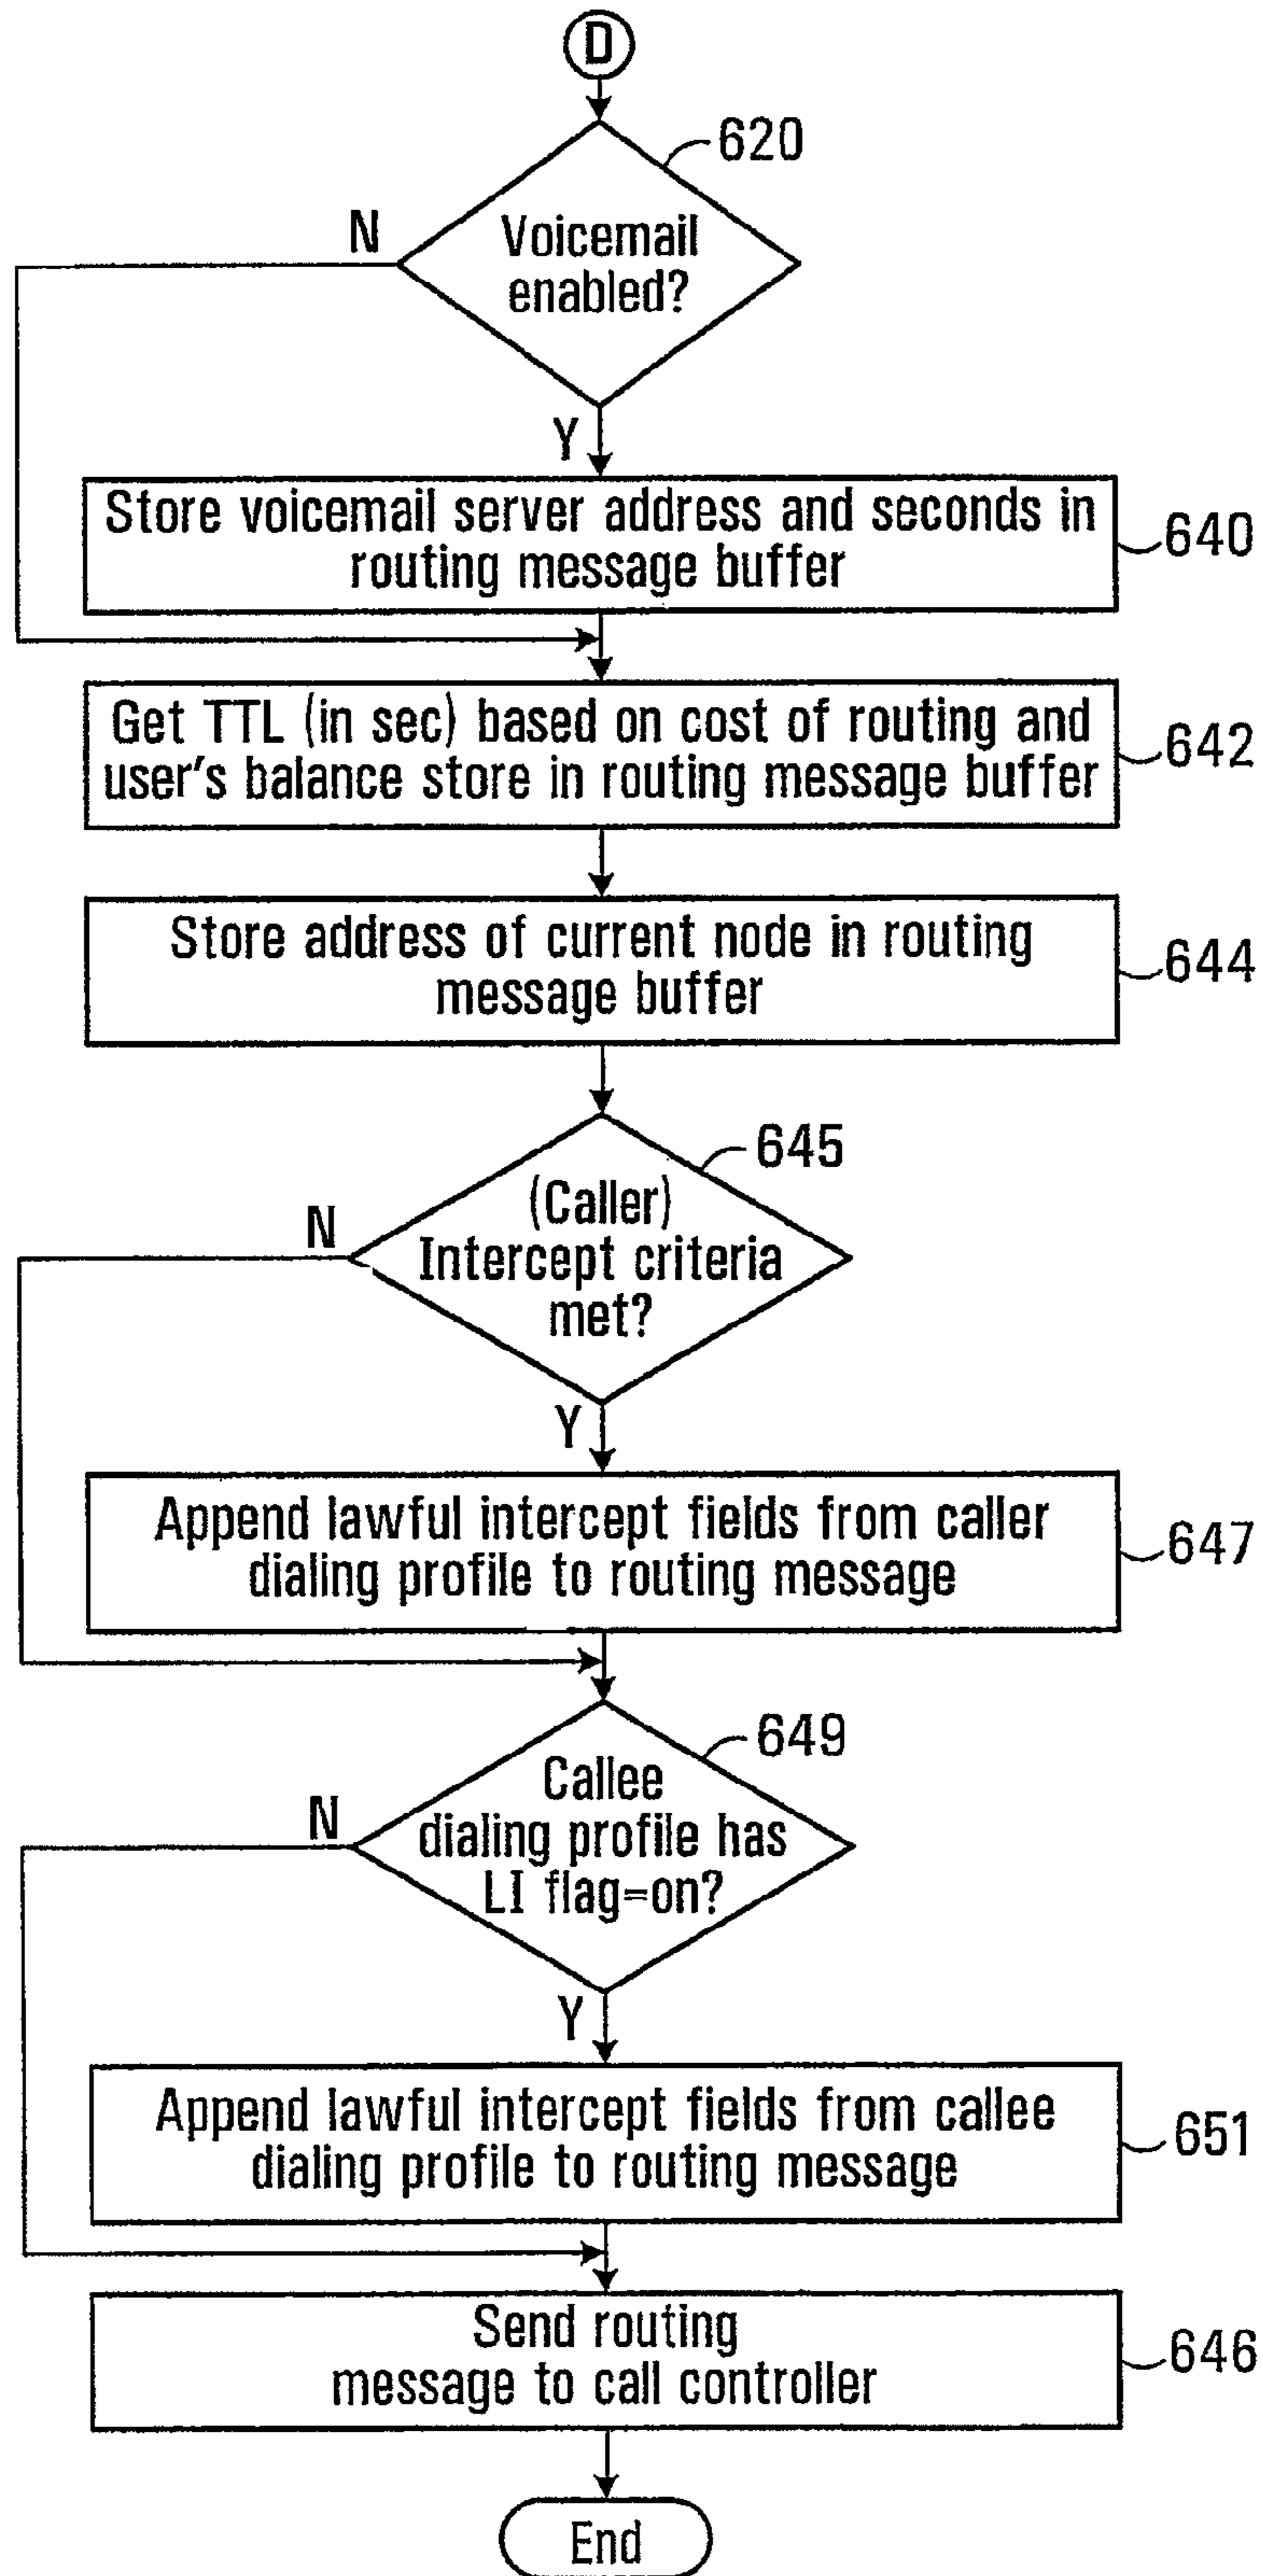 D
620
N
Voicemail
enabled?
Y
Store voicemail server address and seconds in
routing message buffer
640
Get TTL (in sec) based on cost of routing and
user's balance store in routing message buffer
642
Store address of current node in routing
message buffer
644
645
N
(Caller)
Intercept criteria
met?
Y
Append lawful intercept fields from caller
dialing profile to routing message
647
649
N
Callee
dialing profile has
LI flag=on?
Y
Append lawful intercept fields from callee
dialing profile to routing message
651
Send routing
message to call controller
646
End